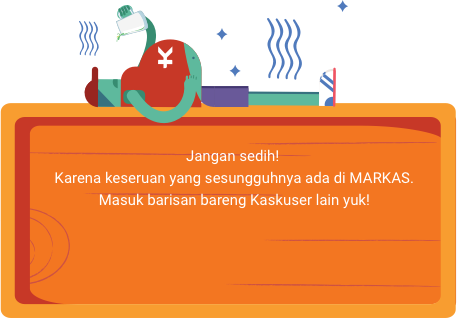 ¥
Jangan sedih!
Karena keseruan yang sesungguhnya ada di MARKAS.
Masuk barisan bareng Kaskuser lain yuk!